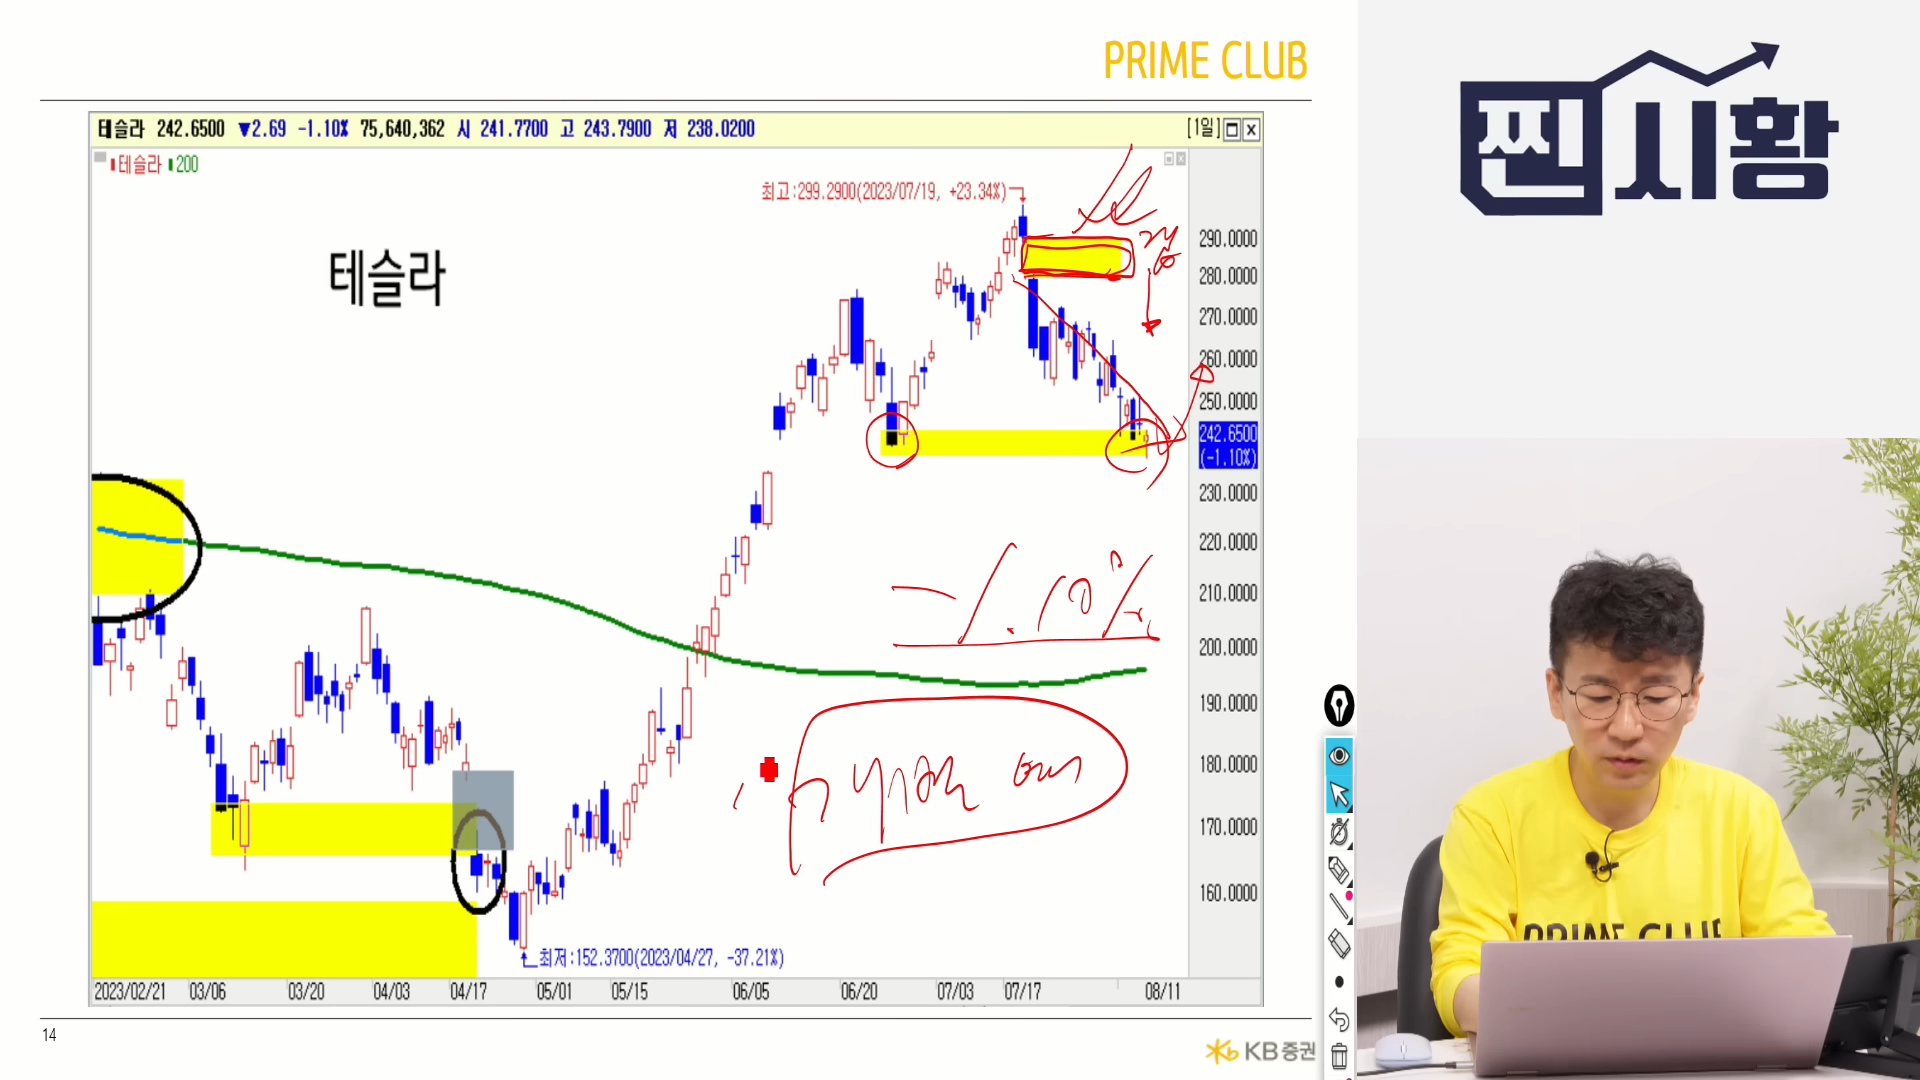 PRIME CLUB
찐시황
테슬라 242.6500 ▼2.69 -1.10% 75,640,362 시 241.7700 고 243.7900 저 238.0200 [1일]
테슬라 200
최고:299.2900(2023/07/19, +23.34%)
테슬라
290.0000
280.0000
270.0000
260.0000
250.0000
242.6500
(-1.10%)
230.0000
220.0000
210.0000
200.0000
190.0000
180.0000
170.0000
160.0000
-1.10%
최저:152.3700(2023/04/27, -37.21%)
2023/02/21 03/06 03/20 04/03 04/17 05/01 05/15 06/05 06/20 07/03 07/17 08/11
14
KB증권
PRIME CLUB